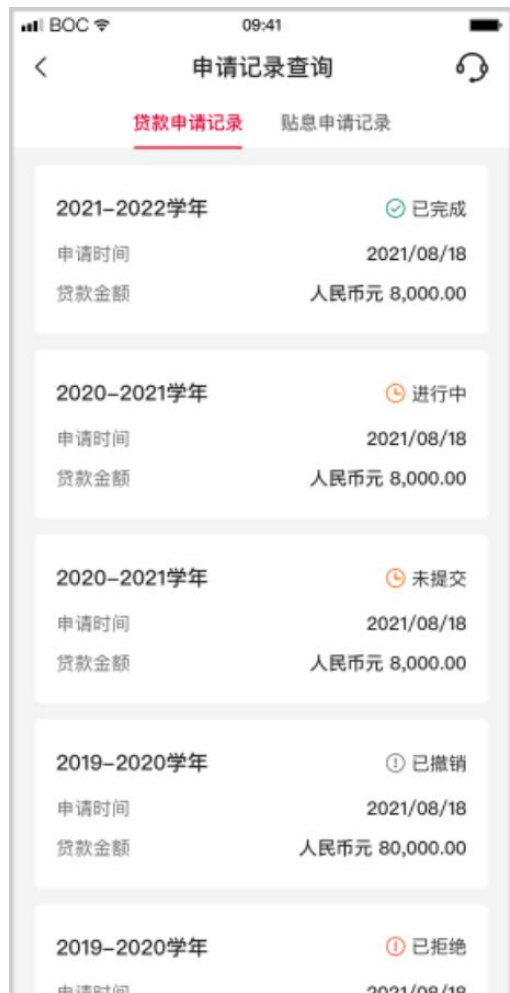 BOC 09:41
申请记录查询
贷款申请记录 贴息申请记录
2021-2022学年 已完成
申请时间 2021/08/18
贷款金额 人民币元 8,000.00
2020-2021学年 进行中
申请时间 2021/08/18
贷款金额 人民币元 8,000.00
2020-2021学年 未提交
申请时间 2021/08/18
贷款金额 人民币元 8,000.00
2019-2020学年 已撤销
申请时间 2021/08/18
贷款金额 人民币元 80,000.00
2019-2020学年 已拒绝
申请时间 2021/08/18